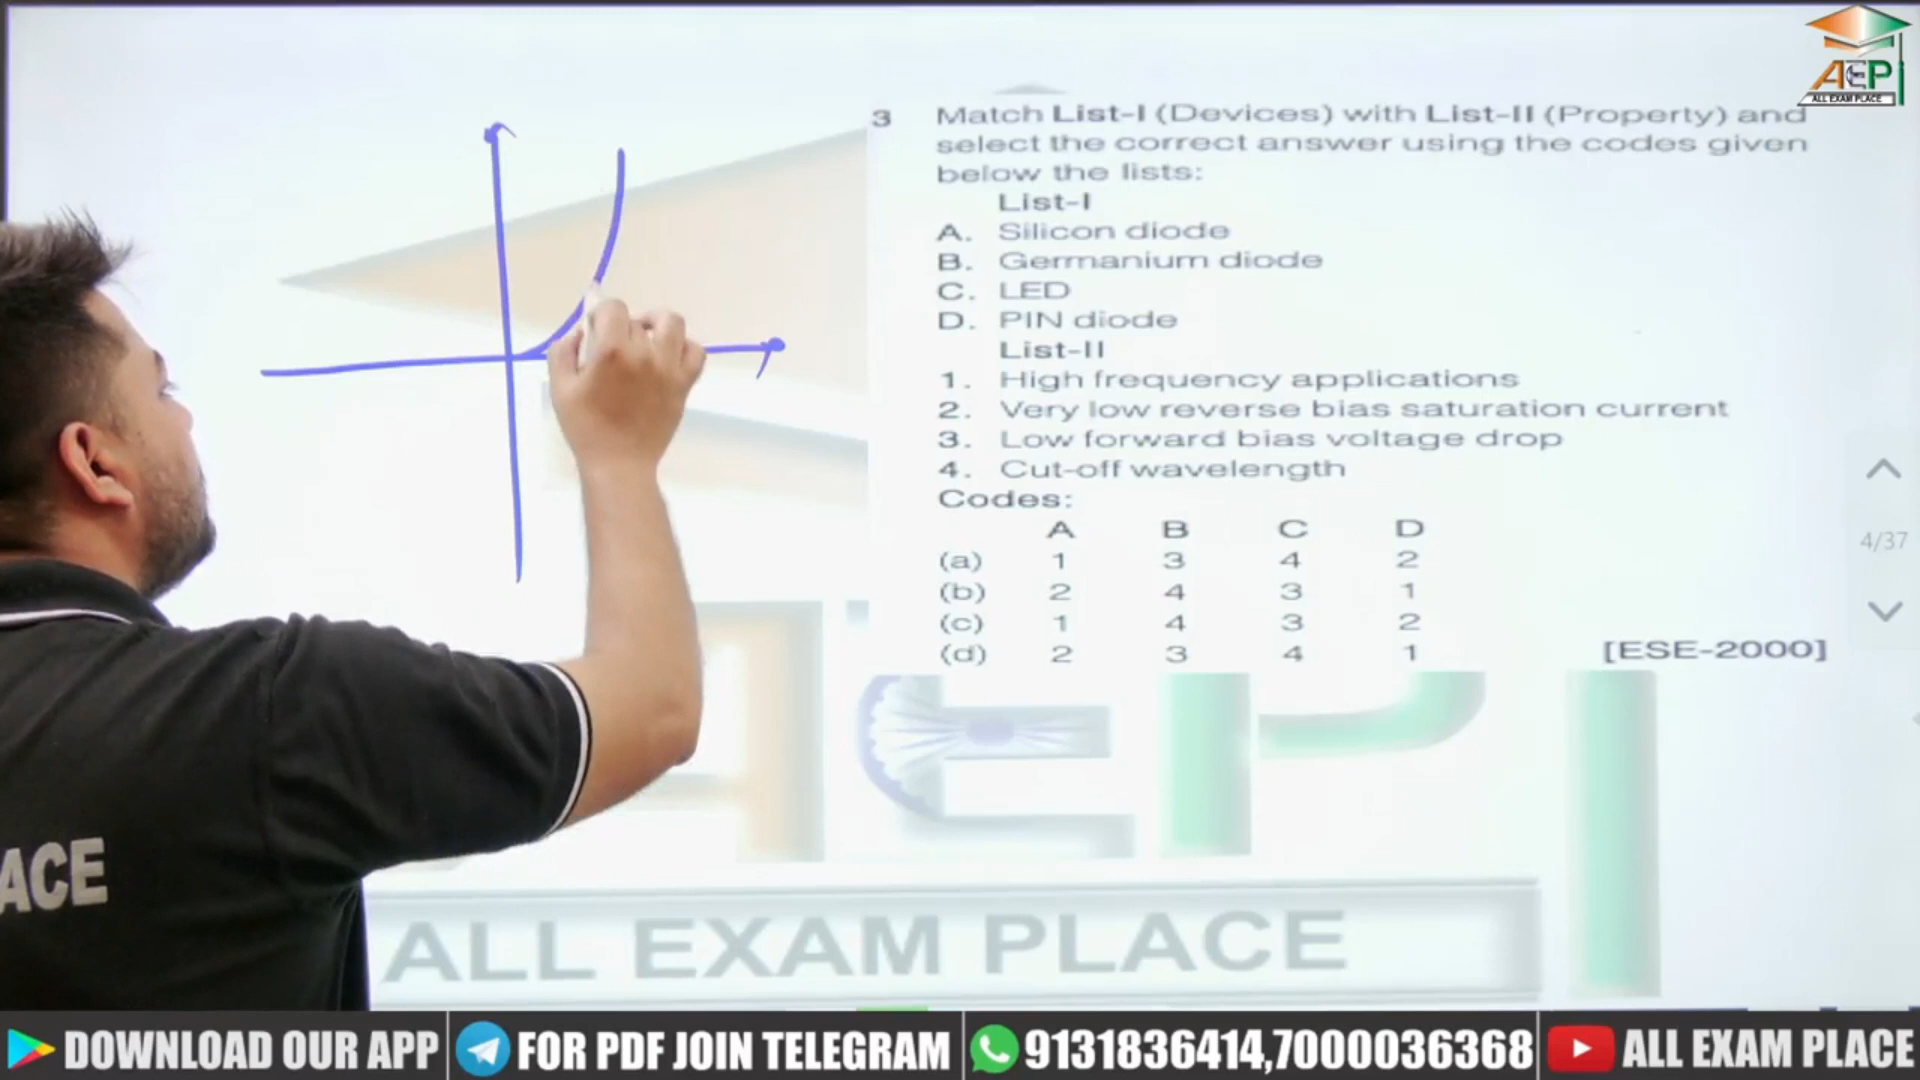 AEPI
ALL EXAM PLACE
3 Match List-I (Devices) with List-II (Property) and
select the correct answer using the codes given
below the lists:
List-I
A. Silicon diode
B. Germanium diode
C. LED
D. PIN diode
List-II
1. High frequency applications
2. Very low reverse bias saturation current
3. Low forward bias voltage drop
4. Cut-off wavelength
Codes:
A B C D
(a) 1 3 4 2
(b) 2 4 3 1
(c) 1 4 3 2
(d) 2 3 4 1
[ESE-2000]
4/37
ACE
AEPI
ALL EXAM PLACE
DOWNLOAD OUR APP
FOR PDF JOIN TELEGRAM
9131836414,7000036368
ALL EXAM PLACE